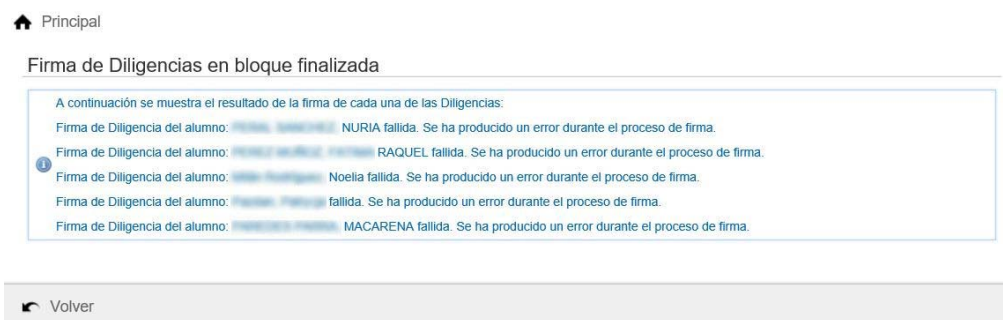 Principal
Firma de Diligencias en bloque finalizada
A continuación se muestra el resultado de la firma de cada una de las Diligencias:
Firma de Diligencia del alumno: NURIA fallida. Se ha producido un error durante el proceso de firma.
Firma de Diligencia del alumno: RAQUEL fallida. Se ha producido un error durante el proceso de firma.
Firma de Diligencia del alumno: Noelia fallida. Se ha producido un error durante el proceso de firma.
Firma de Diligencia del alumno: fallida. Se ha producido un error durante el proceso de firma.
Firma de Diligencia del alumno: MACARENA fallida. Se ha producido un error durante el proceso de firma.
Volver